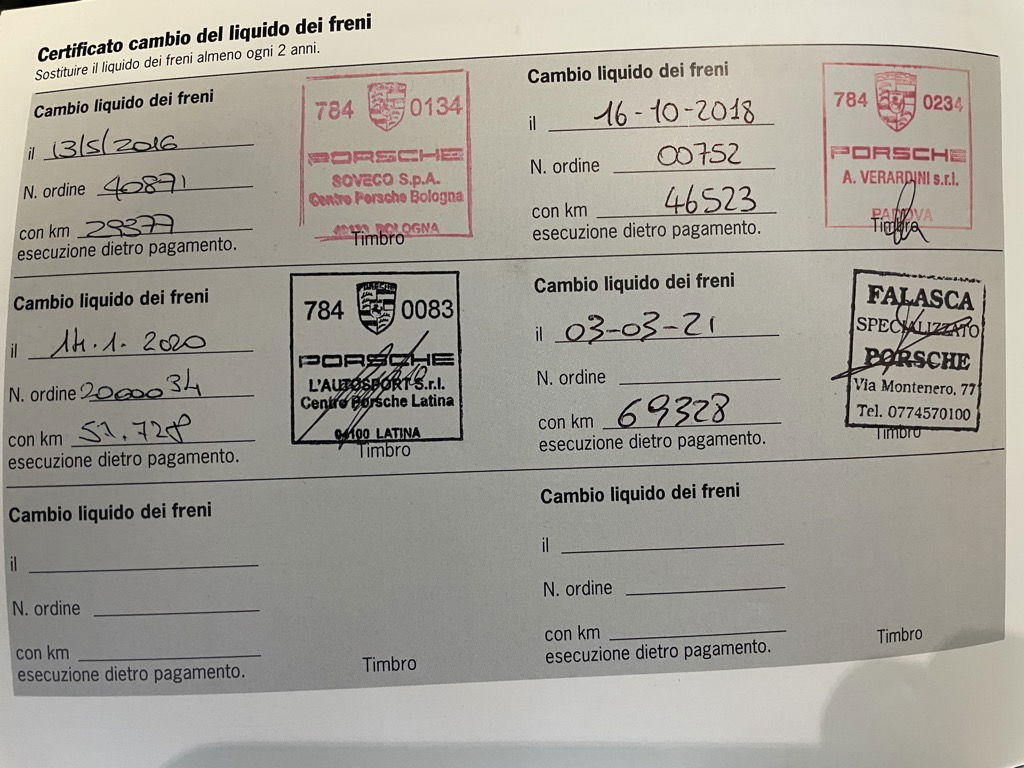 Certificato cambio del liquido dei freni
Sostituire il liquido dei freni almeno ogni 2 anni.
Cambio liquido dei freni
il 13/5/2016
N. ordine 40891
con km 29377
esecuzione dietro pagamento.
784 0134
PORSCHE
SOVECO S.p.A.
Centro Porsche Bologna
BOLOGNA
Timbro
Cambio liquido dei freni
il 16-10-2018
N. ordine 00752
con km 46523
esecuzione dietro pagamento.
784 0234
PORSCHE
A. VERARDINI s.r.l.
PADOVA
Timbro
Cambio liquido dei freni
il 14.1. 2020
N. ordine 2000034
con km 57.728
esecuzione dietro pagamento.
784 0083
PORSCHE
L'AUTOSPORT S.r.l.
Centro Porsche Latina
04100 LATINA
Timbro
Cambio liquido dei freni
il 03-03-21
N. ordine
con km 69328
esecuzione dietro pagamento.
FALASCA
SPECIALIZZATO
PORSCHE
Via Montenero, 77
Tel. 0774570100
Timbro
Cambio liquido dei freni
il
N. ordine
con km
esecuzione dietro pagamento.
Timbro
Cambio liquido dei freni
il
N. ordine
con km
esecuzione dietro pagamento.
Timbro